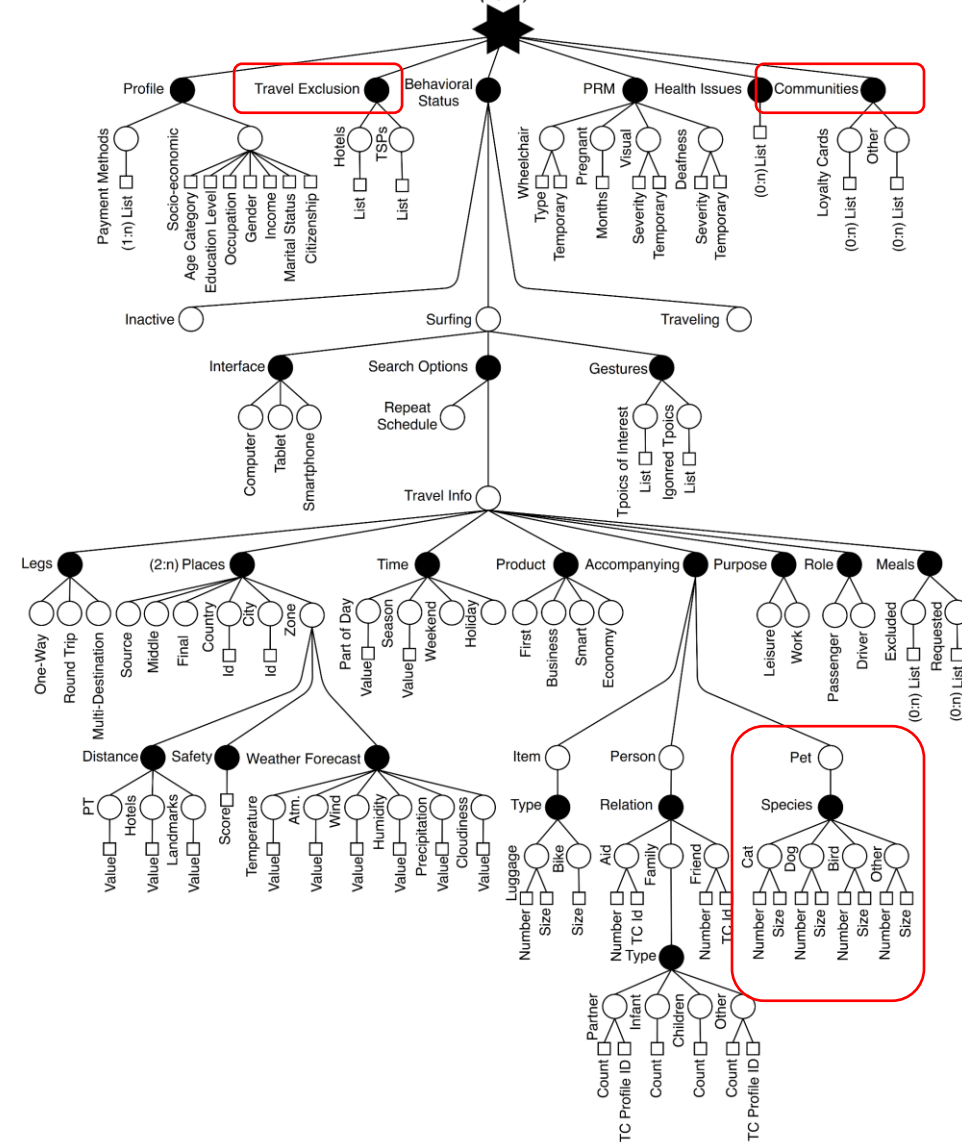 Profile
Travel Exclusion
Behavioral
Status
PRM
Health Issues
Communities
Payment Methods
(1:n) List
Socio-economic
Age Category
Education Level
Occupation
Gender
Income
Marital Status
Citizenship
Hotels
List
TSPs
List
Wheelchair
Type
Temporary
Pregnant
Months
Visual
Severity
Temporary
Deafness
Severity
Temporary
(0:n) List
Loyalty Cards
(0:n) List
Other
(0:n) List
Inactive
Surfing
Traveling
Interface
Search Options
Gestures
Computer
Tablet
Smartphone
Repeat
Schedule
Tpoics of Interest
List
Igonred Tpoics
List
Travel Info
Legs
(2:n) Places
Time
Product
Accompanying
Purpose
Role
Meals
One-Way
Round Trip
Multi-Destination
Source
Middle
Final
Country
Id
City
Id
Zone
Part of Day
Value
Season
Value
Weekend
Holiday
First
Business
Smart
Economy
Leisure
Work
Passenger
Driver
Excluded
(0:n) List
Requested
(0:n) List
Distance
Safety
Weather Forecast
Item
Person
Pet
PT
Value
Hotels
Value
Landmarks
Value
Score
Temperature
Value
Atm.
Value
Wind
Value
Humidity
Value
Precipitation
Value
Cloudiness
Value
Type
Relation
Species
Luggage
Number
Size
Bike
Size
Aid
Number
TC Id
Family
Friend
Number
TC Id
Cat
Number
Size
Dog
Number
Size
Bird
Number
Size
Other
Number
Size
Type
Partner
Count
TC Profile ID
Infant
Count
Children
Count
Other
Count
TC Profile ID